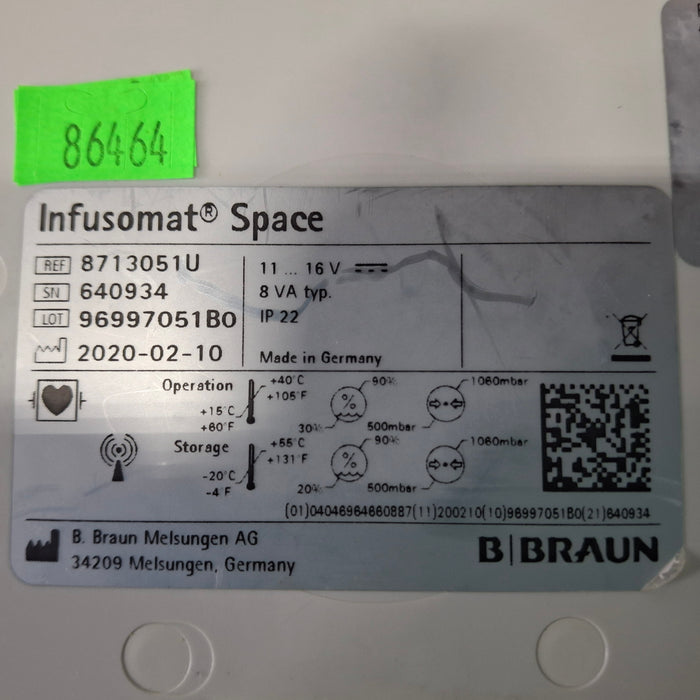 86464
Infusomat® Space
REF 8713051U
SN 640934
LOT 96997051B0
2020-02-10
11 ... 16 V
8 VA typ.
IP 22
Made in Germany
Operation
+40°C
+105°F
+15°C
+60°F
%
90%
30%
1060mbar
500mbar
Storage
+55°C
+131°F
-20°C
-4°F
%
90%
20%
1060mbar
500mbar
(01)04046964660887(11)200210(10)96997051B0(21)640934
B. Braun Melsungen AG
34209 Melsungen, Germany
B|BRAUN